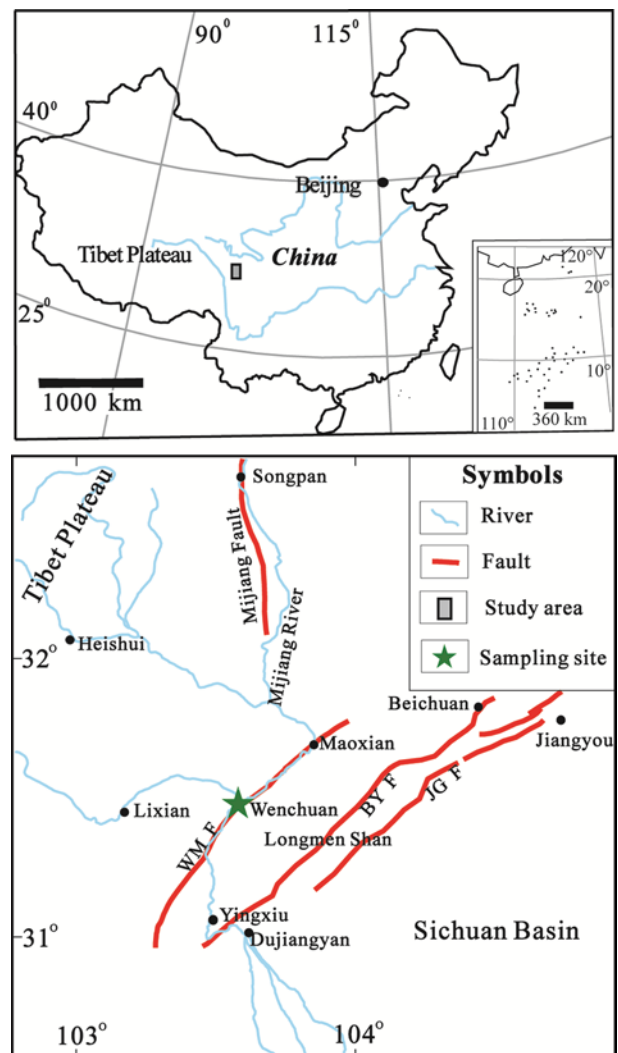 90°
115°
40°
Beijing
Tibet Plateau
China
25°
120°
20°
10°
110°
360 km
1000 km
Symbols
River
Fault
Study area
Sampling site
Songpan
Tibet Plateau
Mijiang Fault
Mijiang River
Heishui
32°
Beichuan
Jiangyou
Maoxian
BY F
JG F
Lixian
Wenchuan
WM F
Longmen Shan
Yingxiu
31°
Dujiangyan
Sichuan Basin
103°
104°